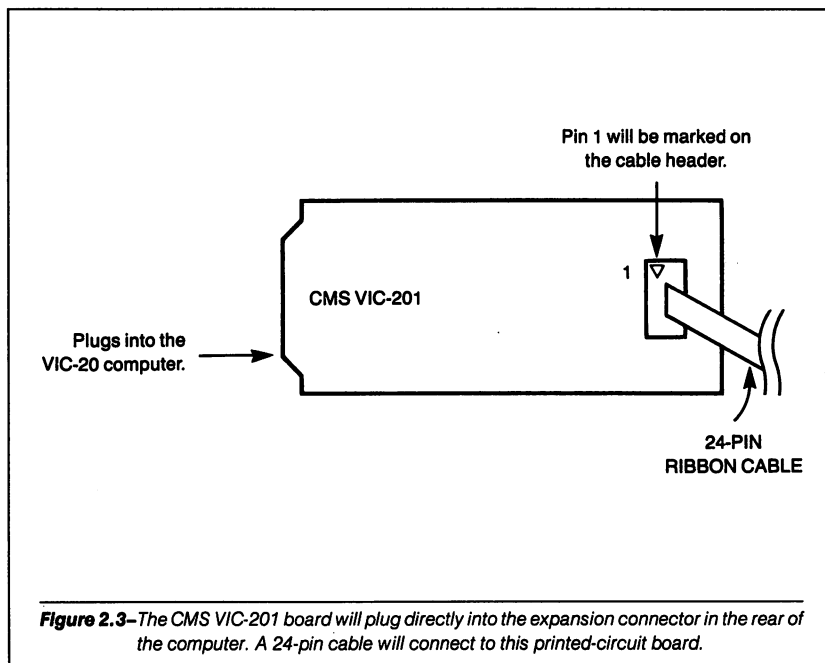 Pin 1 will be marked on
the cable header.
1
CMS VIC-201
Plugs into the
VIC-20 computer.
24-PIN
RIBBON CABLE
Figure 2.3–The CMS VIC-201 board will plug directly into the expansion connector in the rear of
the computer. A 24-pin cable will connect to this printed-circuit board.